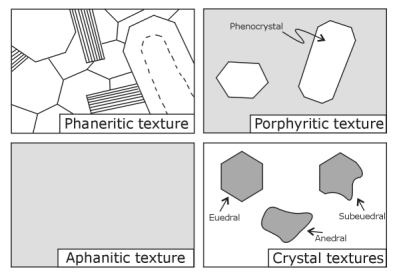 Phaneritic texture
Phenocrystal
Porphyritic texture
Aphanitic texture
Euedral
Subeuedral
Anedral
Crystal textures